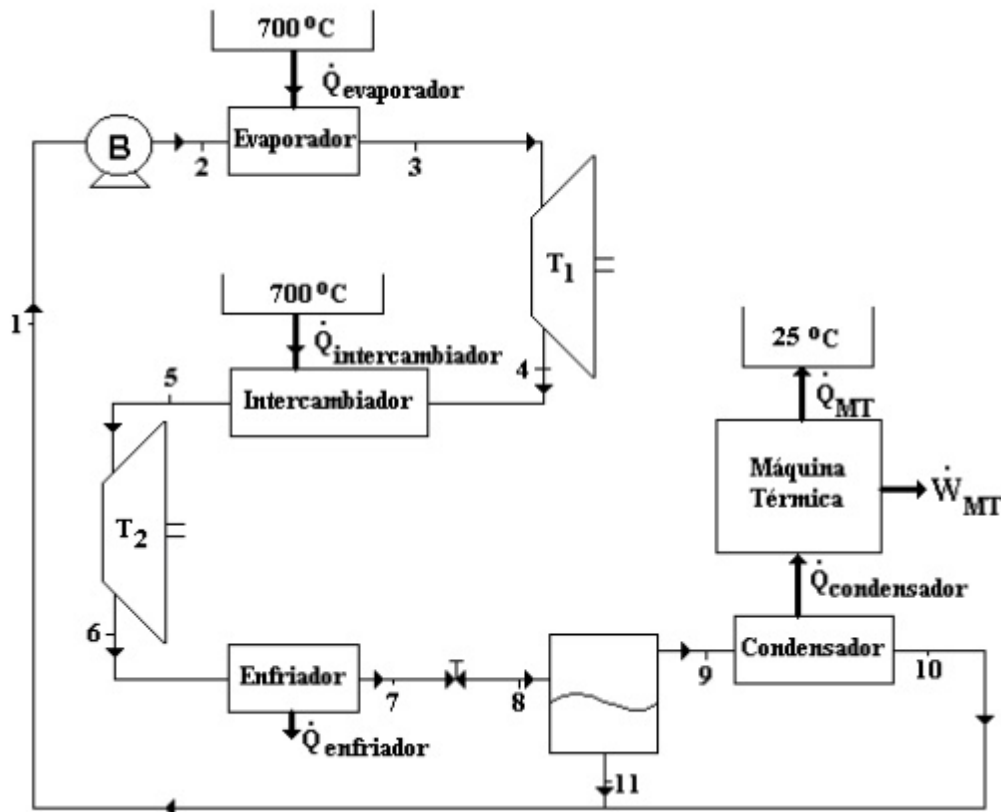 700 ºC
Q̇evaporador
B
Evaporador
2
3
T1
700 ºC
1
Q̇intercambiador
25 ºC
4
5
Intercambiador
Q̇MT
Máquina
Térmica
ẆMT
T2
Q̇condensador
6
Enfriador
Condensador
7
8
9
10
Q̇enfriador
11